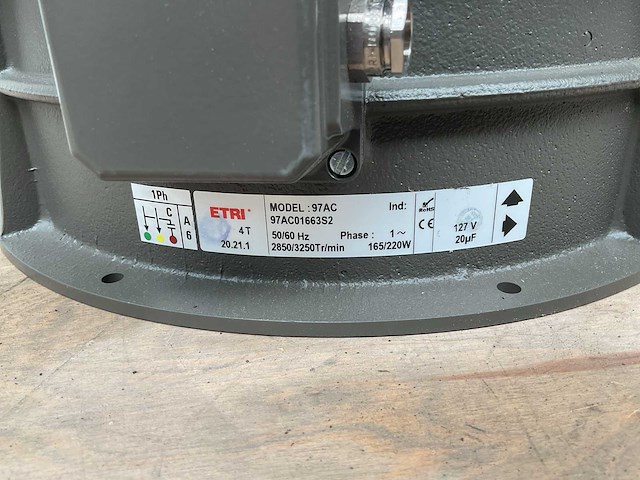 1Ph
C
A
6
ETRI
4 T
20.21.1
MODEL : 97AC
Ind:
97AC01663S2
50/60 Hz
Phase : 1 ~
2850/3250Tr/min
165/220W
RoHS
CE
127 V
20µF